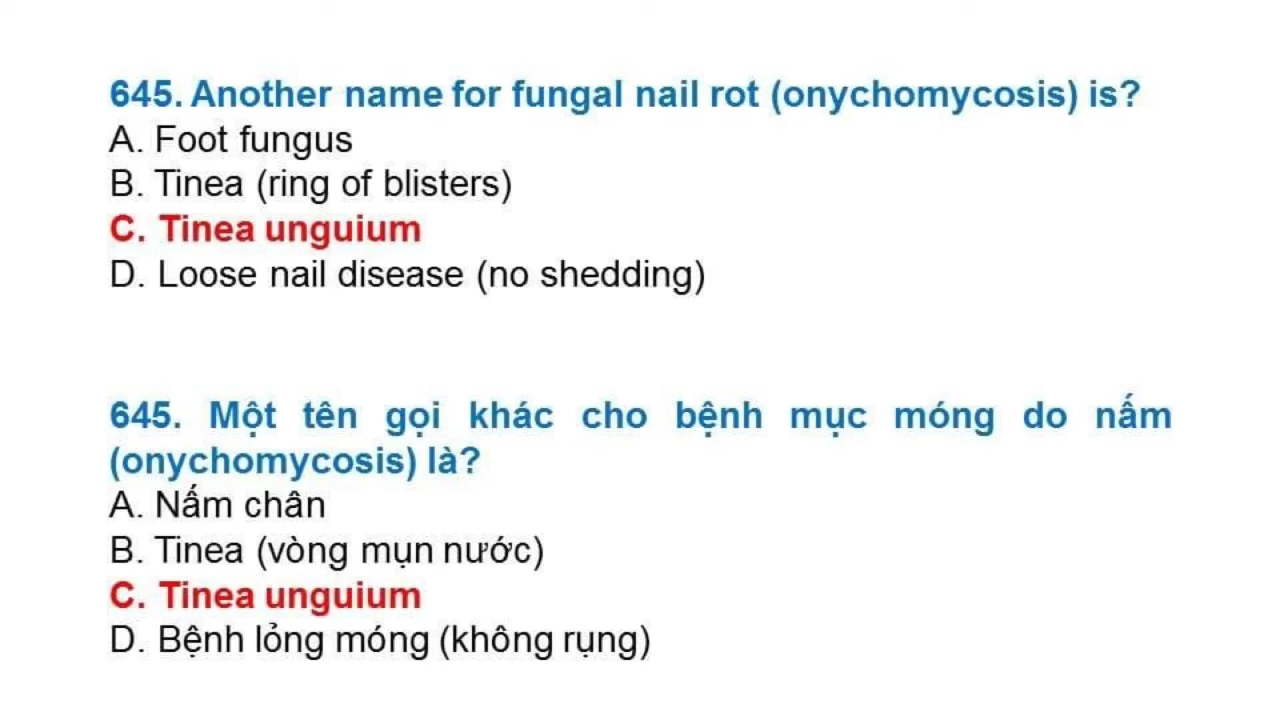 645. Another name for fungal nail rot (onychomycosis) is?
A. Foot fungus
B. Tinea (ring of blisters)
C. Tinea unguium
D. Loose nail disease (no shedding)
645. Một tên gọi khác cho bệnh mục móng do nấm
(onychomycosis) là?
A. Nấm chân
B. Tinea (vòng mụn nước)
C. Tinea unguium
D. Bệnh lỏng móng (không rụng)